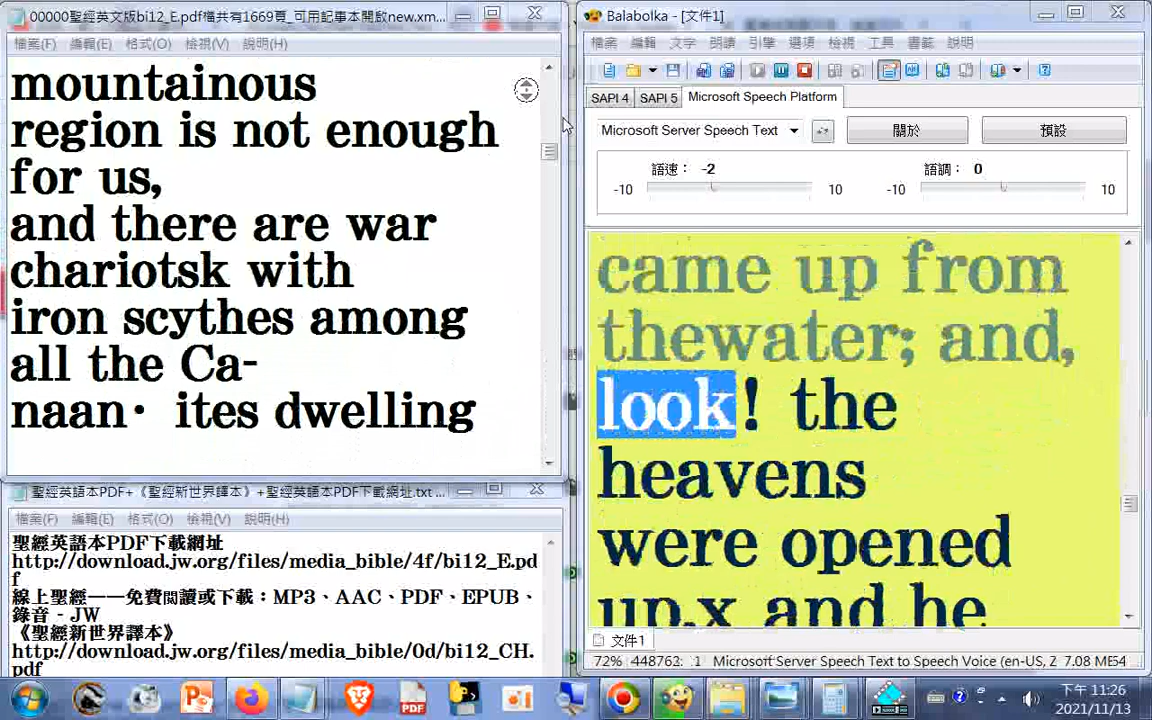 00000聖經英文版bi12_E.pdf檔共有1669頁_可用記事本開啟new.xm...
檔案(F) 編輯(E) 格式(O) 檢視(V) 說明(H)
mountainous
region is not enough
for us,
and there are war
chariotsk with
iron scythes among
all the Ca-
naan· ites dwelling
聖經英語本PDF+《聖經新世界譯本》+聖經英語本PDF下載網址.txt ...
檔案(F) 編輯(E) 格式(O) 檢視(V) 說明(H)
聖經英語本PDF下載網址
http://download.jw.org/files/media_bible/4f/bi12_E.pd
f
線上聖經——免費閱讀或下載：MP3、AAC、PDF、EPUB、
錄音 - JW
《聖經新世界譯本》
http://download.jw.org/files/media_bible/0d/bi12_CH.
pdf
Balabolka - [文件1]
檔案 編輯 文字 朗讀 引擎 選項 檢視 工具 書籤 說明
SAPI 4 SAPI 5 Microsoft Speech Platform
Microsoft Server Speech Text 關於 預設
語速： -2 語調： 0
-10 10 -10 10
came up from
thewater; and,
look! the
heavens
were opened
up,x and he
文件1
72% 448762: 1 Microsoft Server Speech Text to Speech Voice (en-US, Z 7.08 ME54
下午 11:26
2021/11/13